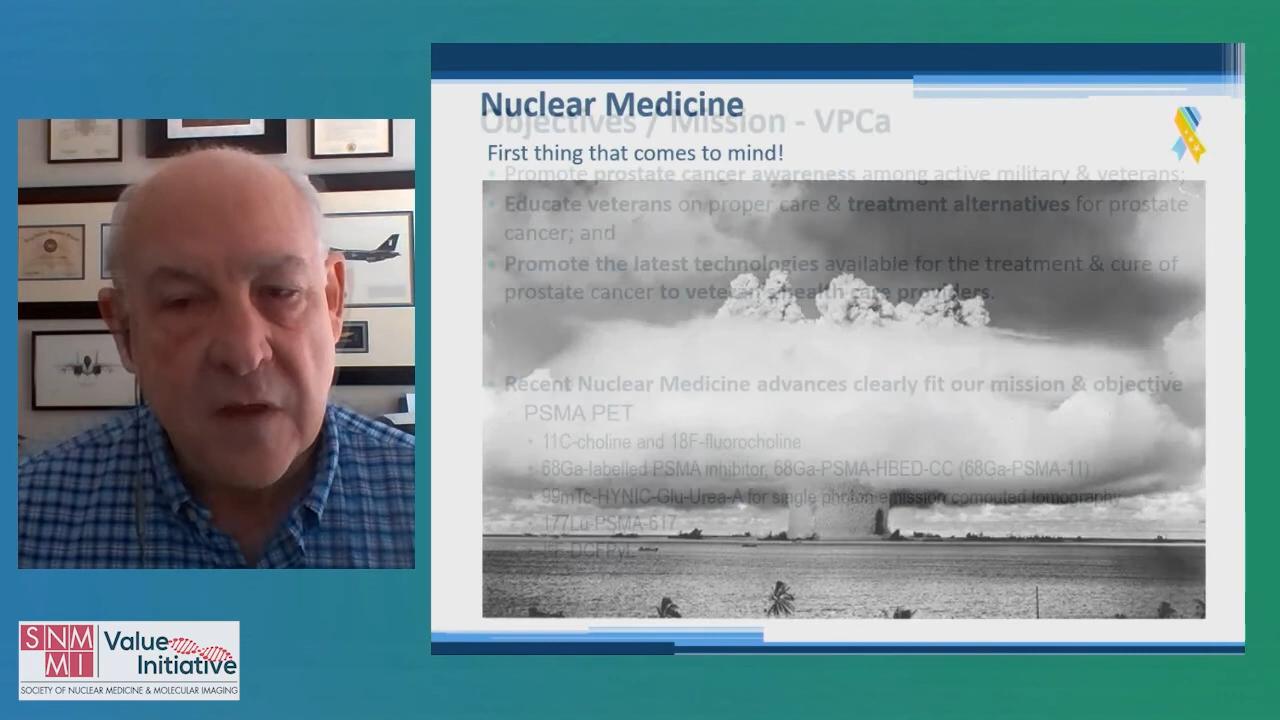 Nuclear Medicine
Objectives / Mission - VPCa
First thing that comes to mind!
• Promote prostate cancer awareness among active military & veterans;
• Educate veterans on proper care & treatment alternatives for prostate
cancer; and
• Promote the latest technologies available for the treatment & cure of
prostate cancer to veterans health care providers.
• Recent Nuclear Medicine advances clearly fit our mission & objective
PSMA PET
• 11C-choline and 18F-fluorocholine
• 68Ga-labelled PSMA inhibitor, 68Ga-PSMA-HBED-CC (68Ga-PSMA-11)
• 99mTc-HYNIC-Glu-Urea-A for single photon emission computed tomography
• 177Lu-PSMA-617
DCFPyL
SNM
MI
Value
Initiative
SOCIETY OF NUCLEAR MEDICINE & MOLECULAR IMAGING